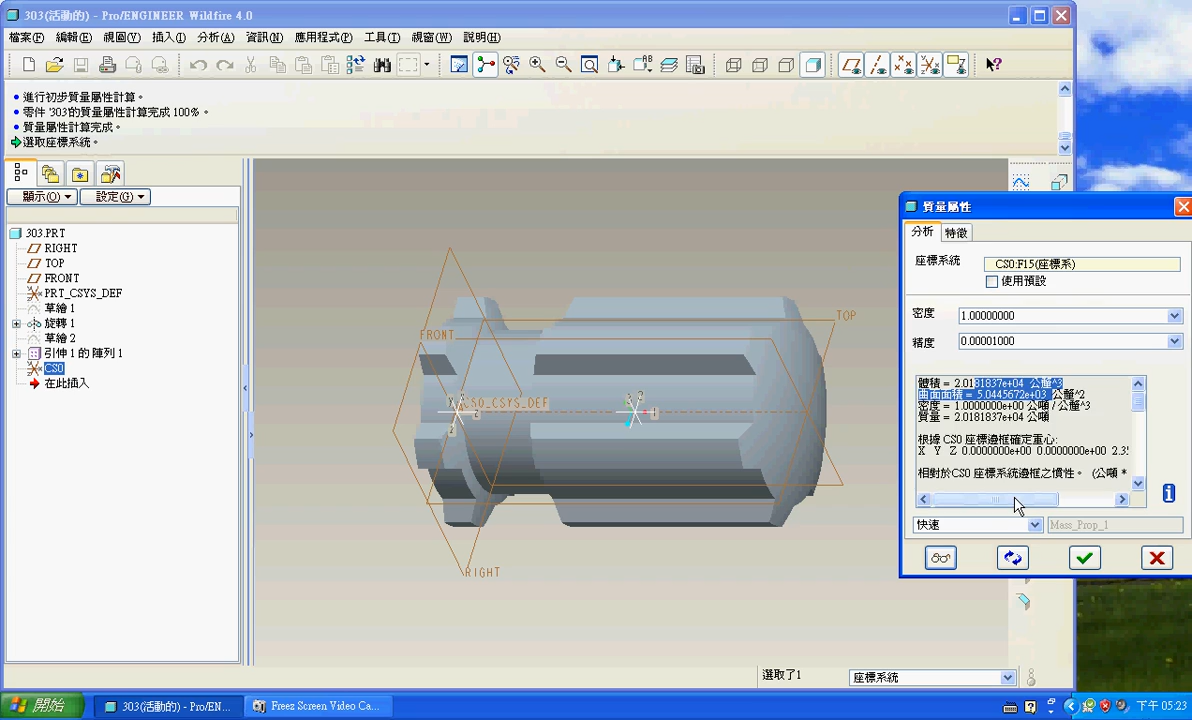 303(活動的) - Pro/ENGINEER Wildfire 4.0
檔案(F) 編輯(E) 視圖(V) 插入(I) 分析(A) 資訊(N) 應用程式(P) 工具(T) 視窗(W) 說明(H)
進行初步質量屬性計算。
零件 '303'的質量屬性計算完成 100%。
質量屬性計算完成。
選取座標系統。
顯示(O) 設定(G)
303.PRT
RIGHT
TOP
FRONT
PRT_CSYS_DEF
草繪 1
旋轉 1
草繪 2
引伸 1 的 陣列 1
CS0
在此插入
TOP
FRONT
CS0_CSYS_DEF
RIGHT
質量屬性
分析 特徵
座標系統 CS0:F15(座標系)
使用預設
密度 1.00000000
精度 0.00001000
體積 = 2.0181837e+04 公釐^3
曲面面積 = 5.0445672e+03 公釐^2
密度 = 1.0000000e+00 公噸 / 公釐^3
質量 = 2.0181837e+04 公噸
根據 CS0 座標邊框確定重心:
X Y Z 0.0000000e+00 0.0000000e+00 2.3
相對於CS0 座標系統邊框之慣性。 (公噸 *
快速 Mass_Prop_1
選取了1 座標系統
開始 303(活動的) - Pro/EN... Freez Screen Video Ca... 下午 05:23